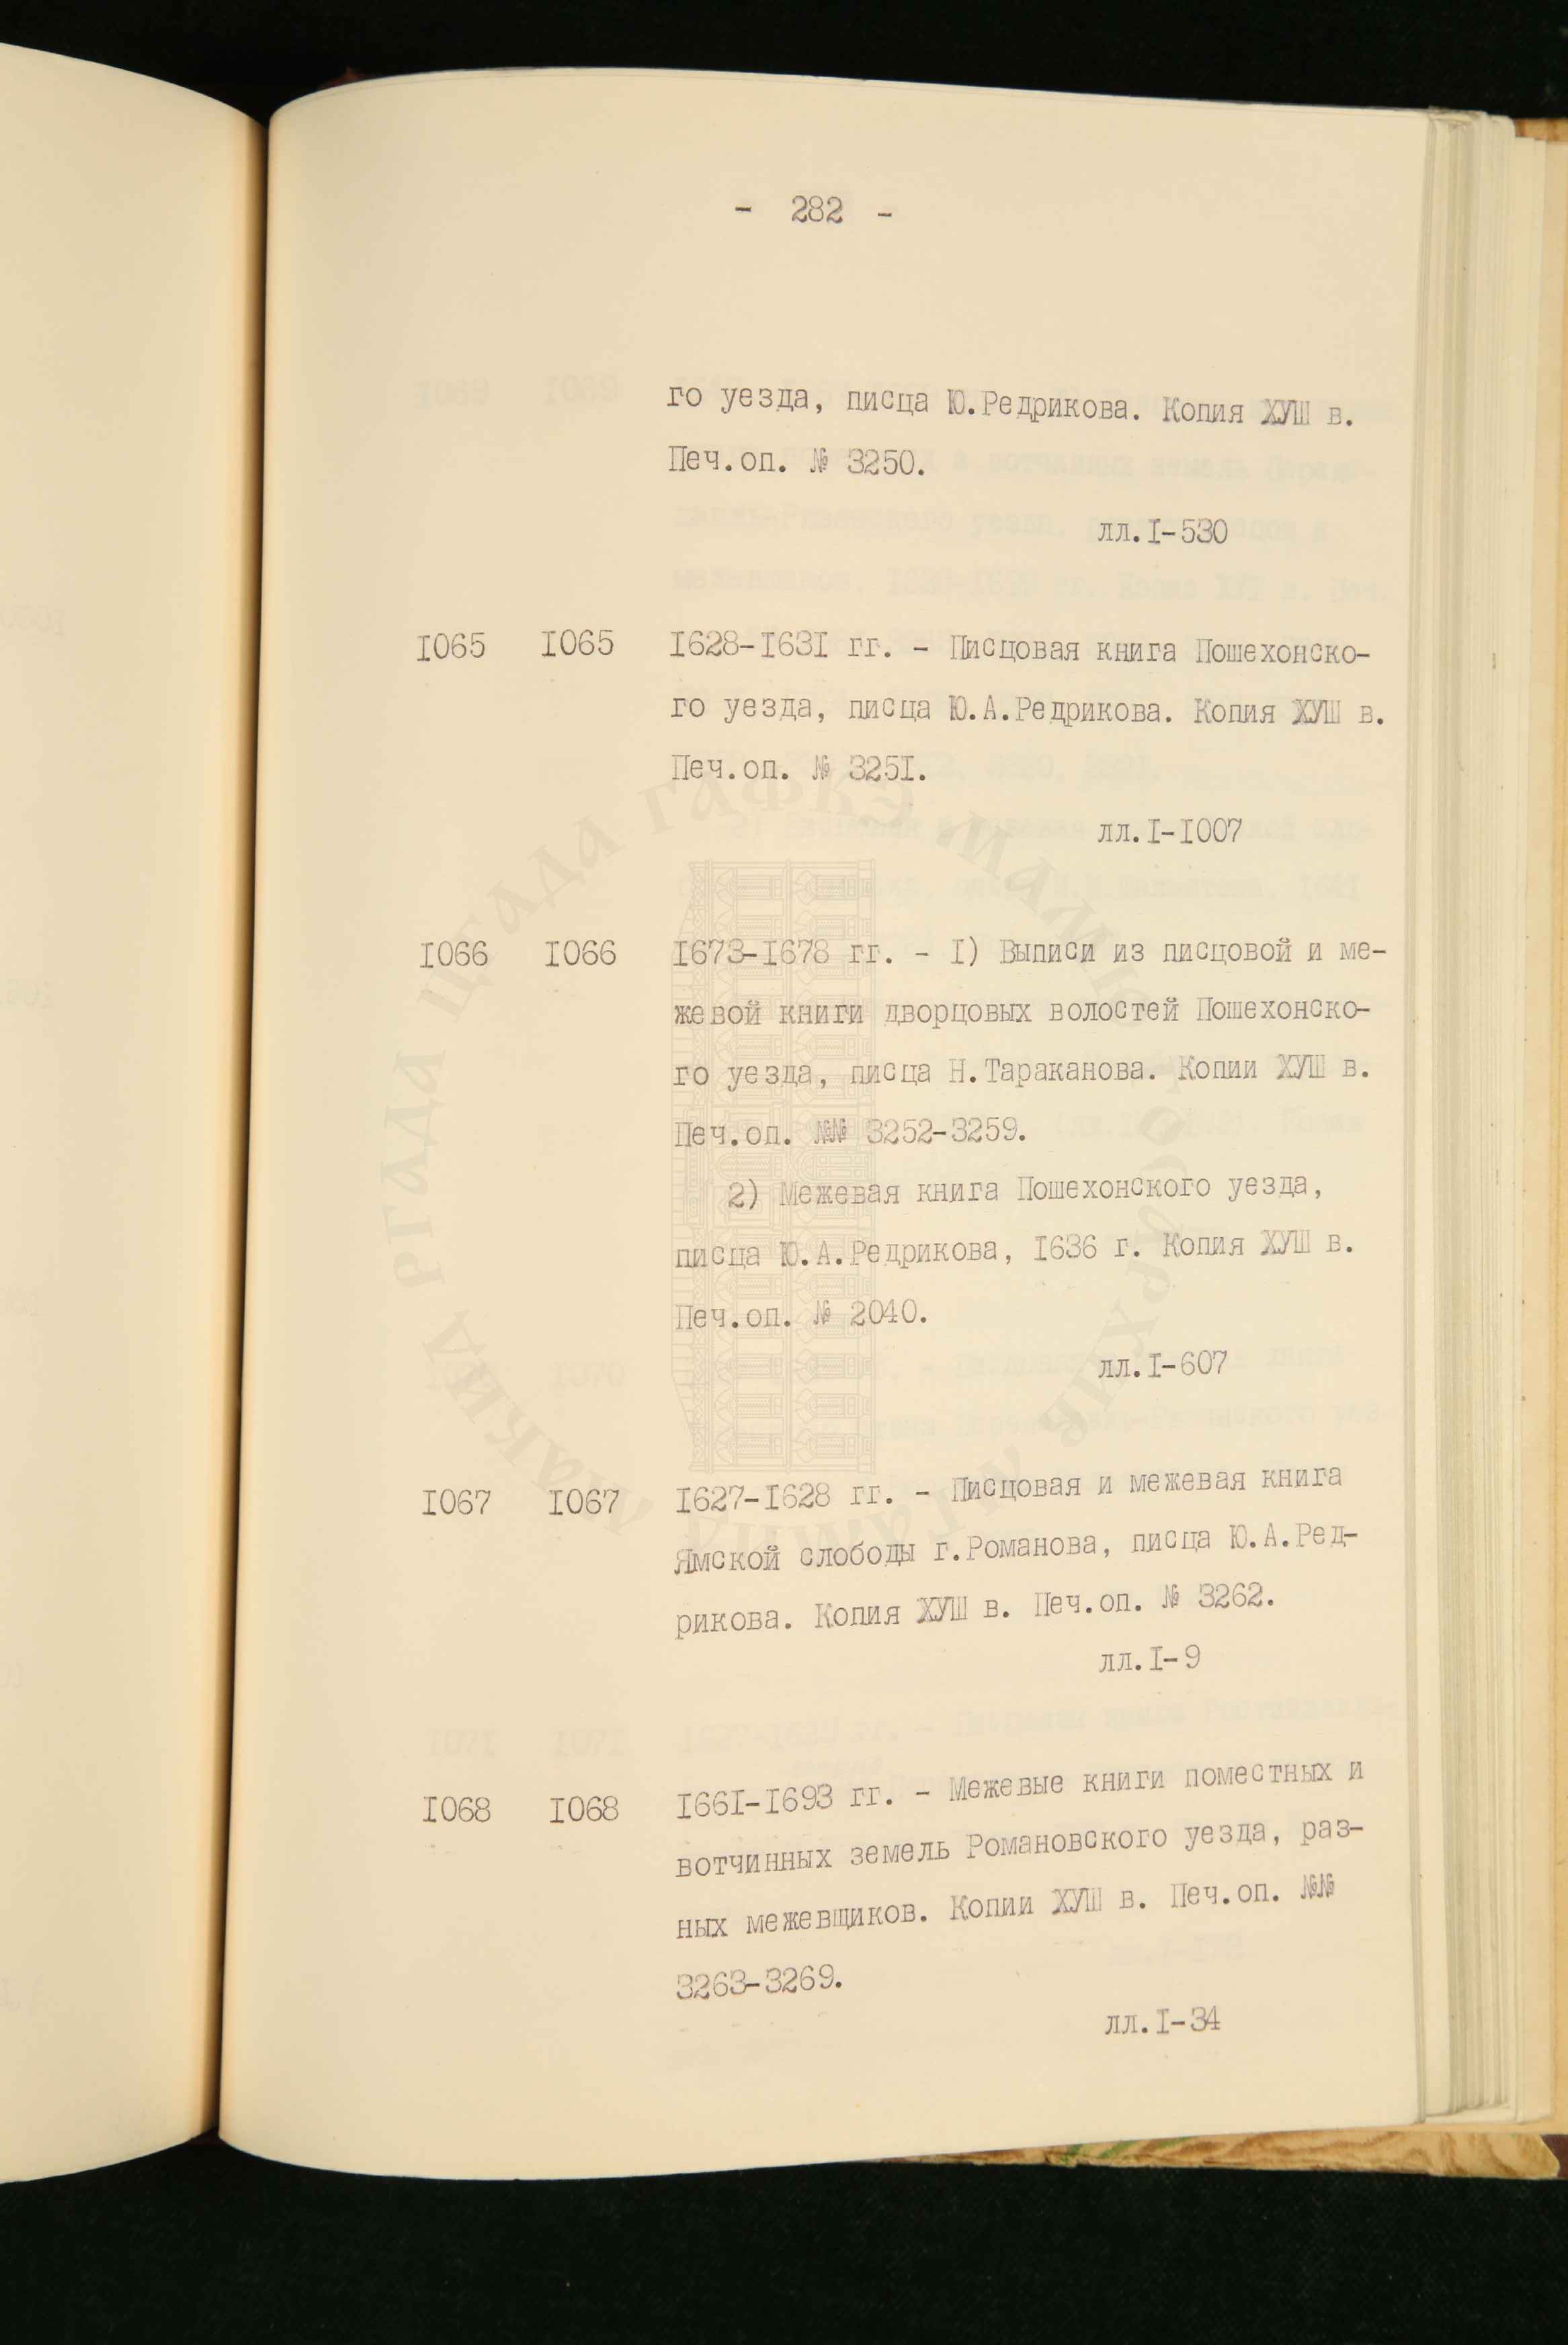 - 282 -
го уезда, писца Ю.Редрикова. Копия ХУШ в.
Печ.оп. № 3250.
лл.I-530
I065 I065 I628-I63I гг. - Писцовая книга Пошехонско-
го уезда, писца Ю.А.Редрикова. Копия ХУШ в.
Печ.оп. № 325I.
лл.I-I007
I066 I066 I673-I678 гг. - I) Выписи из писцовой и ме-
жевой книги дворцовых волостей Пошехонско-
го уезда, писца Н.Тараканова. Копии ХУШ в.
Печ.оп. №№ 3252-3259.
2) Межевая книга Пошехонского уезда,
писца Ю.А.Редрикова, I636 г. Копия ХУШ в.
Печ.оп. № 2040.
лл.I-607
I067 I067 I627-I628 гг. - Писцовая и межевая книга
Ямской слободы г.Романова, писца Ю.А.Ред-
рикова. Копия ХУШ в. Печ.оп. № 3262.
лл.I-9
I068 I068 I66I-I693 гг. - Межевые книги поместных и
вотчинных земель Романовского уезда, раз-
ных межевщиков. Копии ХУШ в. Печ.оп. №№
3263-3269.
лл.I-34
РГАДА ЦГАДА ГАФКЭ МАМЮ